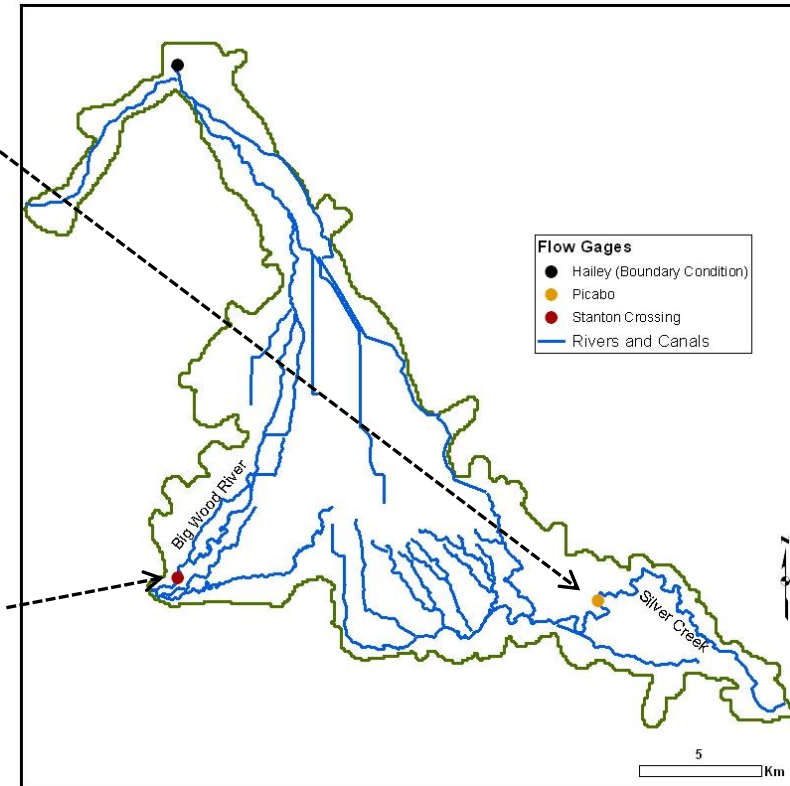 Flow Gages
Hailey (Boundary Condition)
Picabo
Stanton Crossing
Rivers and Canals
Big Wood River
Silver Creek
5
Km